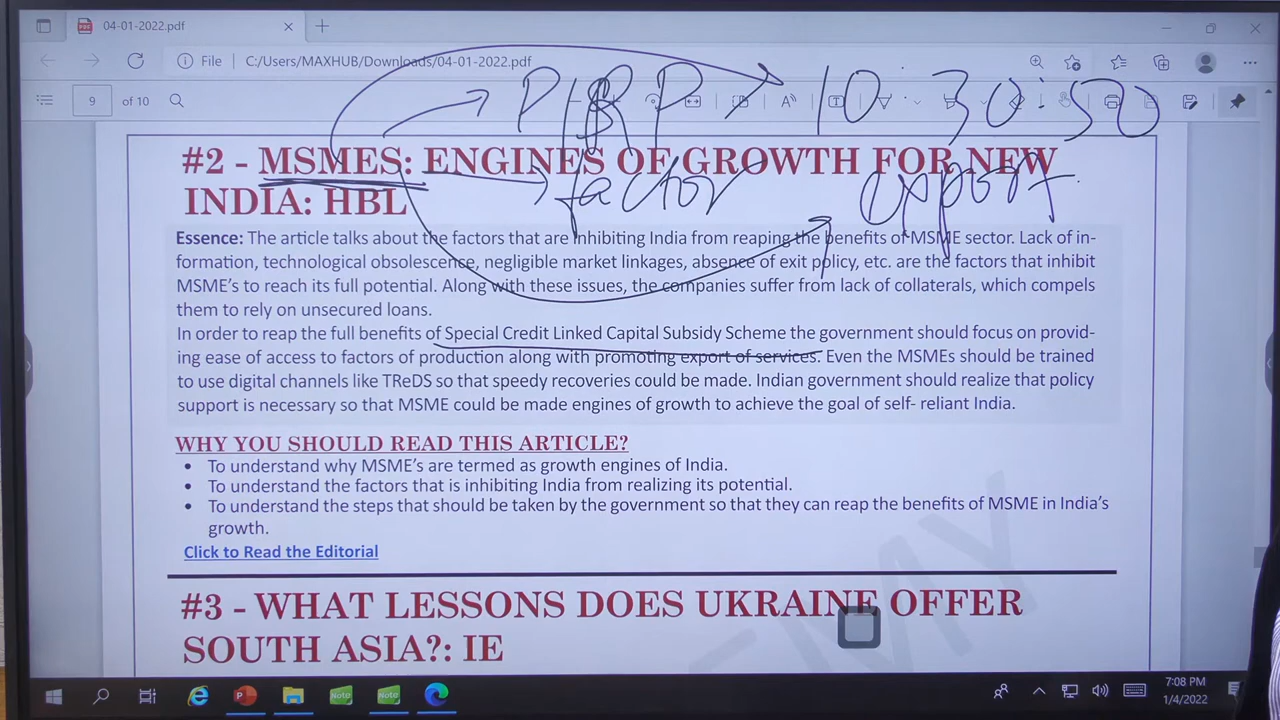 04-01-2022.pdf
File C:/Users/MAXHUB/Downloads/04-01-2022.pdf
9 of 10
10 : 30 : 50
#2 - MSMES: ENGINES OF GROWTH FOR NEW
INDIA: HBL
factor export
Essence: The article talks about the factors that are inhibiting India from reaping the benefits of MSME sector. Lack of in-
formation, technological obsolescence, negligible market linkages, absence of exit policy, etc. are the factors that inhibit
MSME's to reach its full potential. Along with these issues, the companies suffer from lack of collaterals, which compels
them to rely on unsecured loans.
In order to reap the full benefits of Special Credit Linked Capital Subsidy Scheme the government should focus on provid-
ing ease of access to factors of production along with promoting export of services. Even the MSMEs should be trained
to use digital channels like TReDS so that speedy recoveries could be made. Indian government should realize that policy
support is necessary so that MSME could be made engines of growth to achieve the goal of self- reliant India.
WHY YOU SHOULD READ THIS ARTICLE?
• To understand why MSME's are termed as growth engines of India.
• To understand the factors that is inhibiting India from realizing its potential.
• To understand the steps that should be taken by the government so that they can reap the benefits of MSME in India's
growth.
Click to Read the Editorial
#3 - WHAT LESSONS DOES UKRAINE OFFER
SOUTH ASIA?: IE
7:08 PM
1/4/2022